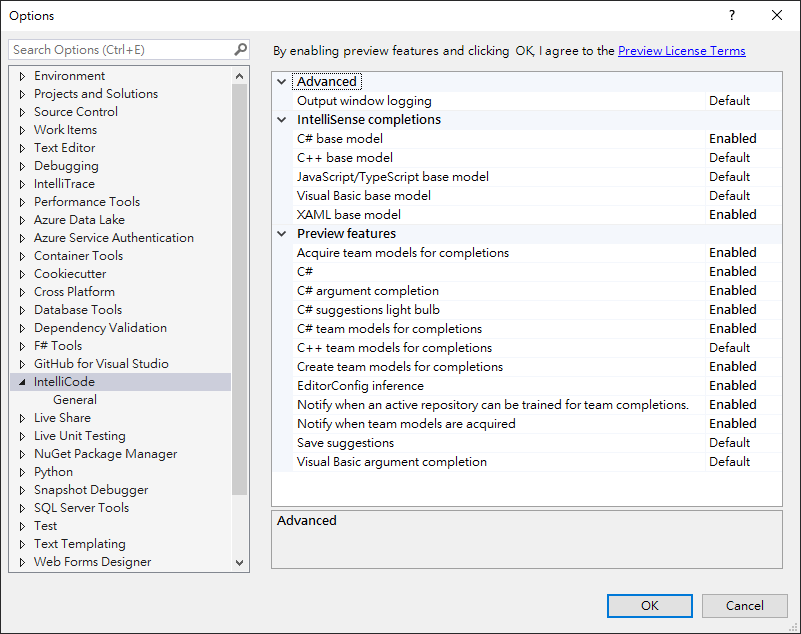 Options
?
Search Options (Ctrl+E)
Environment
Projects and Solutions
Source Control
Work Items
Text Editor
Debugging
IntelliTrace
Performance Tools
Azure Data Lake
Azure Service Authentication
Container Tools
Cookiecutter
Cross Platform
Database Tools
Dependency Validation
F# Tools
GitHub for Visual Studio
IntelliCode
General
Live Share
Live Unit Testing
NuGet Package Manager
Python
Snapshot Debugger
SQL Server Tools
Test
Text Templating
Web Forms Designer
By enabling preview features and clicking OK, I agree to the Preview License Terms
Advanced
Output window logging Default
IntelliSense completions
C# base model Enabled
C++ base model Default
JavaScript/TypeScript base model Default
Visual Basic base model Default
XAML base model Enabled
Preview features
Acquire team models for completions Enabled
C# Enabled
C# argument completion Enabled
C# suggestions light bulb Enabled
C# team models for completions Enabled
C++ team models for completions Default
Create team models for completions Enabled
EditorConfig inference Enabled
Notify when an active repository can be trained for team completions. Enabled
Notify when team models are acquired Enabled
Save suggestions Default
Visual Basic argument completion Default
Advanced
OK Cancel